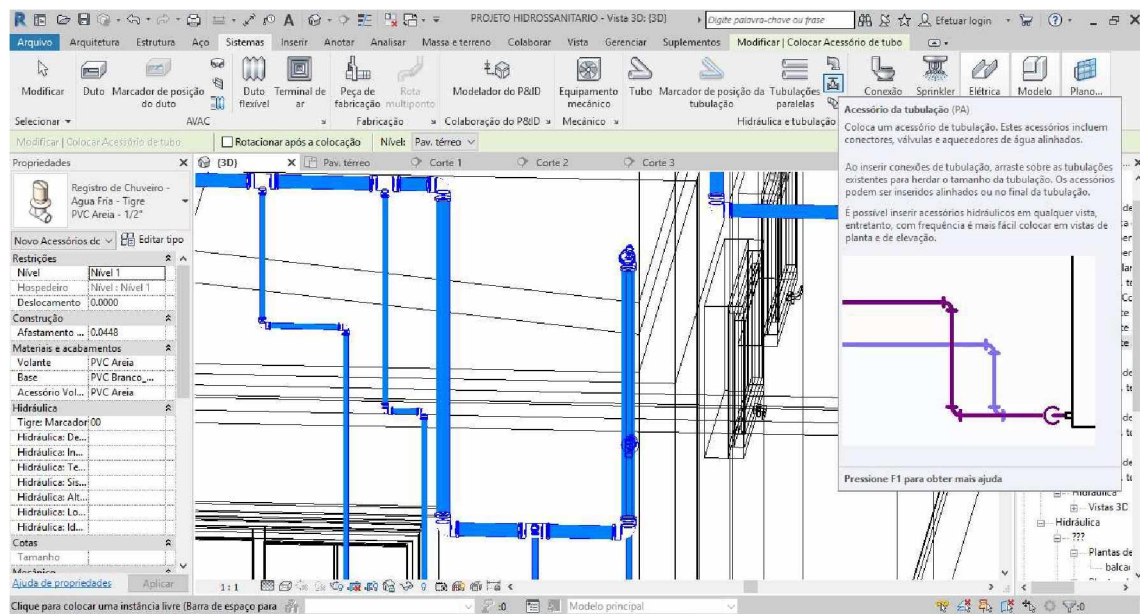 PROJETO HIDROSSANITARIO - Vista 3D: {3D}
Digite palavra-chave ou frase
Efetuar login
Arquivo Arquitetura Estrutura Aço Sistemas Inserir Anotar Analisar Massa e terreno Colaborar Vista Gerenciar Suplementos Modificar | Colocar Acessório de tubo
Modificar
Duto
Marcador de posição do duto
Duto flexível
Terminal de ar
Peça de fabricação
Rota multiponto
Modelador do P&ID
Equipamento mecânico
Tubo
Marcador de posição da tubulação
Tubulações paralelas
Conexão
Sprinkler
Elétrica
Modelo
Plano...
Selecionar
AVAC
Fabricação
Colaboração do P&ID
Mecânico
Hidráulica e tubulação
Modificar | Colocar Acessório de tubo
Rotacionar após a colocação
Nível: Pav. térreo
Propriedades
{3D}
Pav. térreo
Corte 1
Corte 2
Corte 3
Registro de Chuveiro -
Agua Fria - Tigre
PVC Areia - 1/2"
Novo Acessórios dc
Editar tipo
Restrições
Nível Nível 1
Hospedeiro Nível : Nível 1
Deslocamento 0.0000
Construção
Afastamento ... 0.0448
Materiais e acabamentos
Volante PVC Areia
Base PVC Branco_...
Acessório Vol... PVC Areia
Hidráulica
Tigre: Marcador 00
Hidráulica: De...
Hidráulica: In...
Hidráulica: Te...
Hidráulica: Sis...
Hidráulica: Alt...
Hidráulica: Lo...
Hidráulica: Id...
Cotas
Tamanho
Mecânico
Ajuda de propriedades
Aplicar
Acessório da tubulação (PA)
Coloca um acessório de tubulação. Estes acessórios incluem
conectores, válvulas e aquecedores de água alinhados.
Ao inserir conexões de tubulação, arraste sobre as tubulações
existentes para herdar o tamanho da tubulação. Os acessórios
podem ser inseridos alinhados ou no final da tubulação.
É possível inserir acessórios hidráulicos em qualquer vista,
entretanto, com frequência é mais fácil colocar em vistas de
planta e de elevação.
Pressione F1 para obter mais ajuda
Hidráulica
Vistas 3D
Hidráulica
???
Plantas de
balcai
1:1
Clique para colocar uma instância livre (Barra de espaço para
:0
Modelo principal
:0